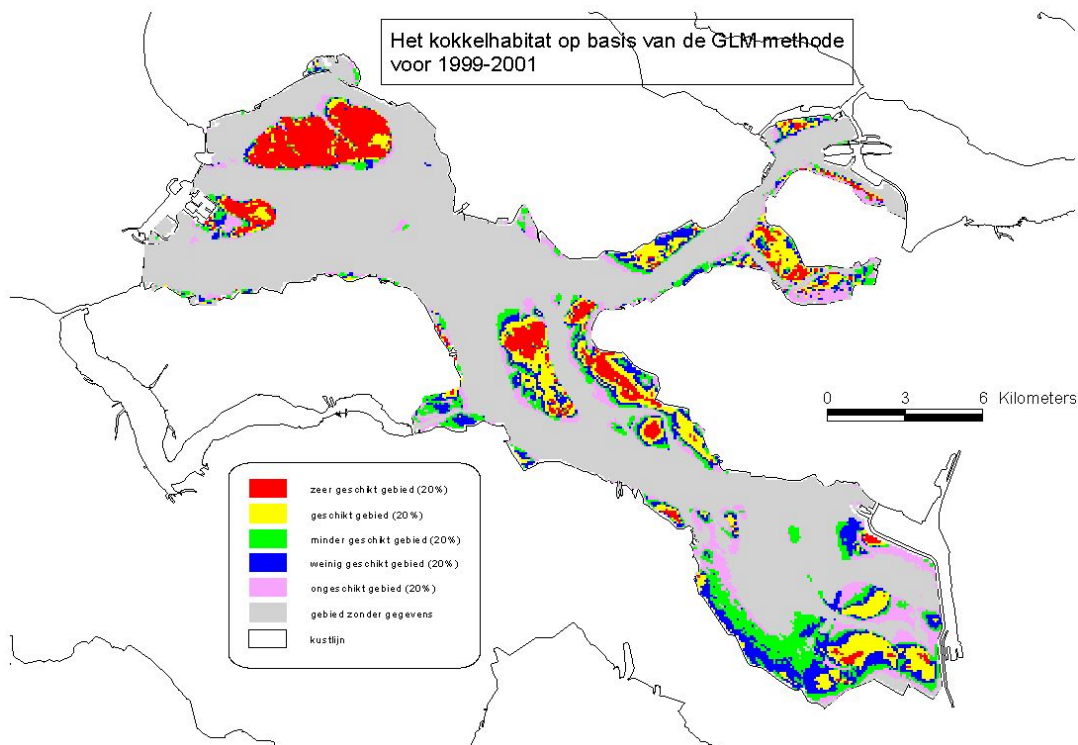 Het kokkelhabitat op basis van de GLM methode
voor 1999-2001
0 3 6 Kilometers
zeer geschikt gebied (20%)
geschikt gebied (20%)
minder geschikt gebied (20%)
weinig geschikt gebied (20%)
ongeschikt gebied (20%)
gebied zonder gegevens
kustlijn